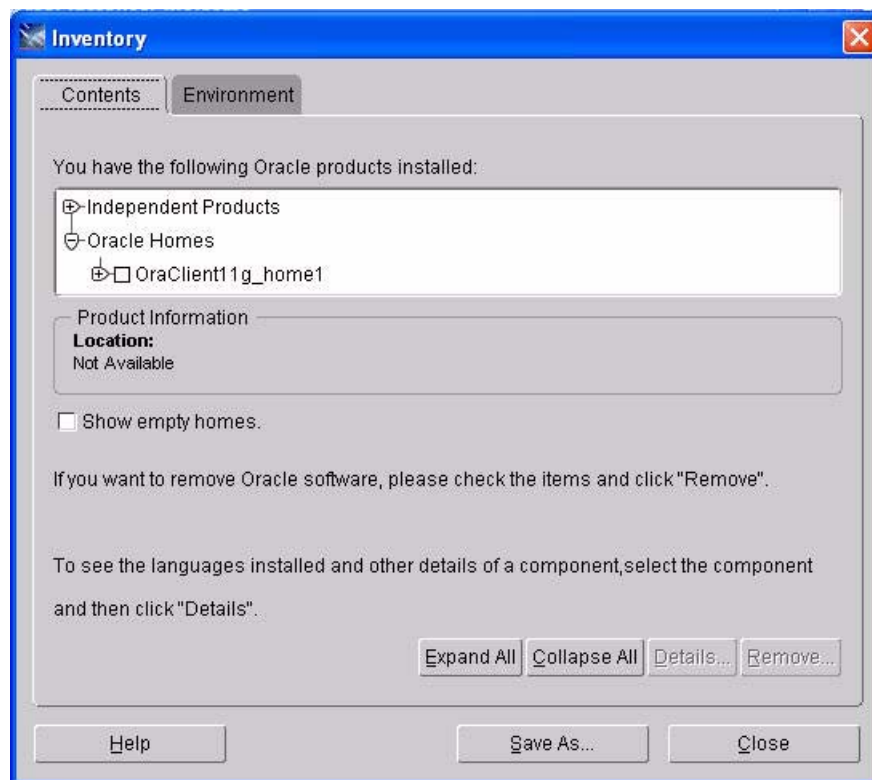 Inventory
Contents
Environment
You have the following Oracle products installed:
Independent Products
Oracle Homes
OraClient11g_home1
Product Information
Location:
Not Available
Show empty homes.
If you want to remove Oracle software, please check the items and click "Remove".
To see the languages installed and other details of a component,select the component
and then click "Details".
Expand All
Collapse All
Details...
Remove...
Help
Save As...
Close